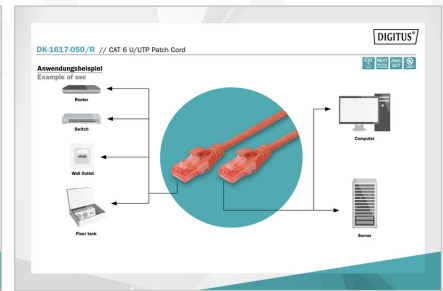 DIGITUS®
DK-1617-050/R // CAT 6 U/UTP Patch Cord
Anwendungsbeispiel
Example of use
CAT
Router
Switch
Wall Outlet
Floor tank
Computer
Server